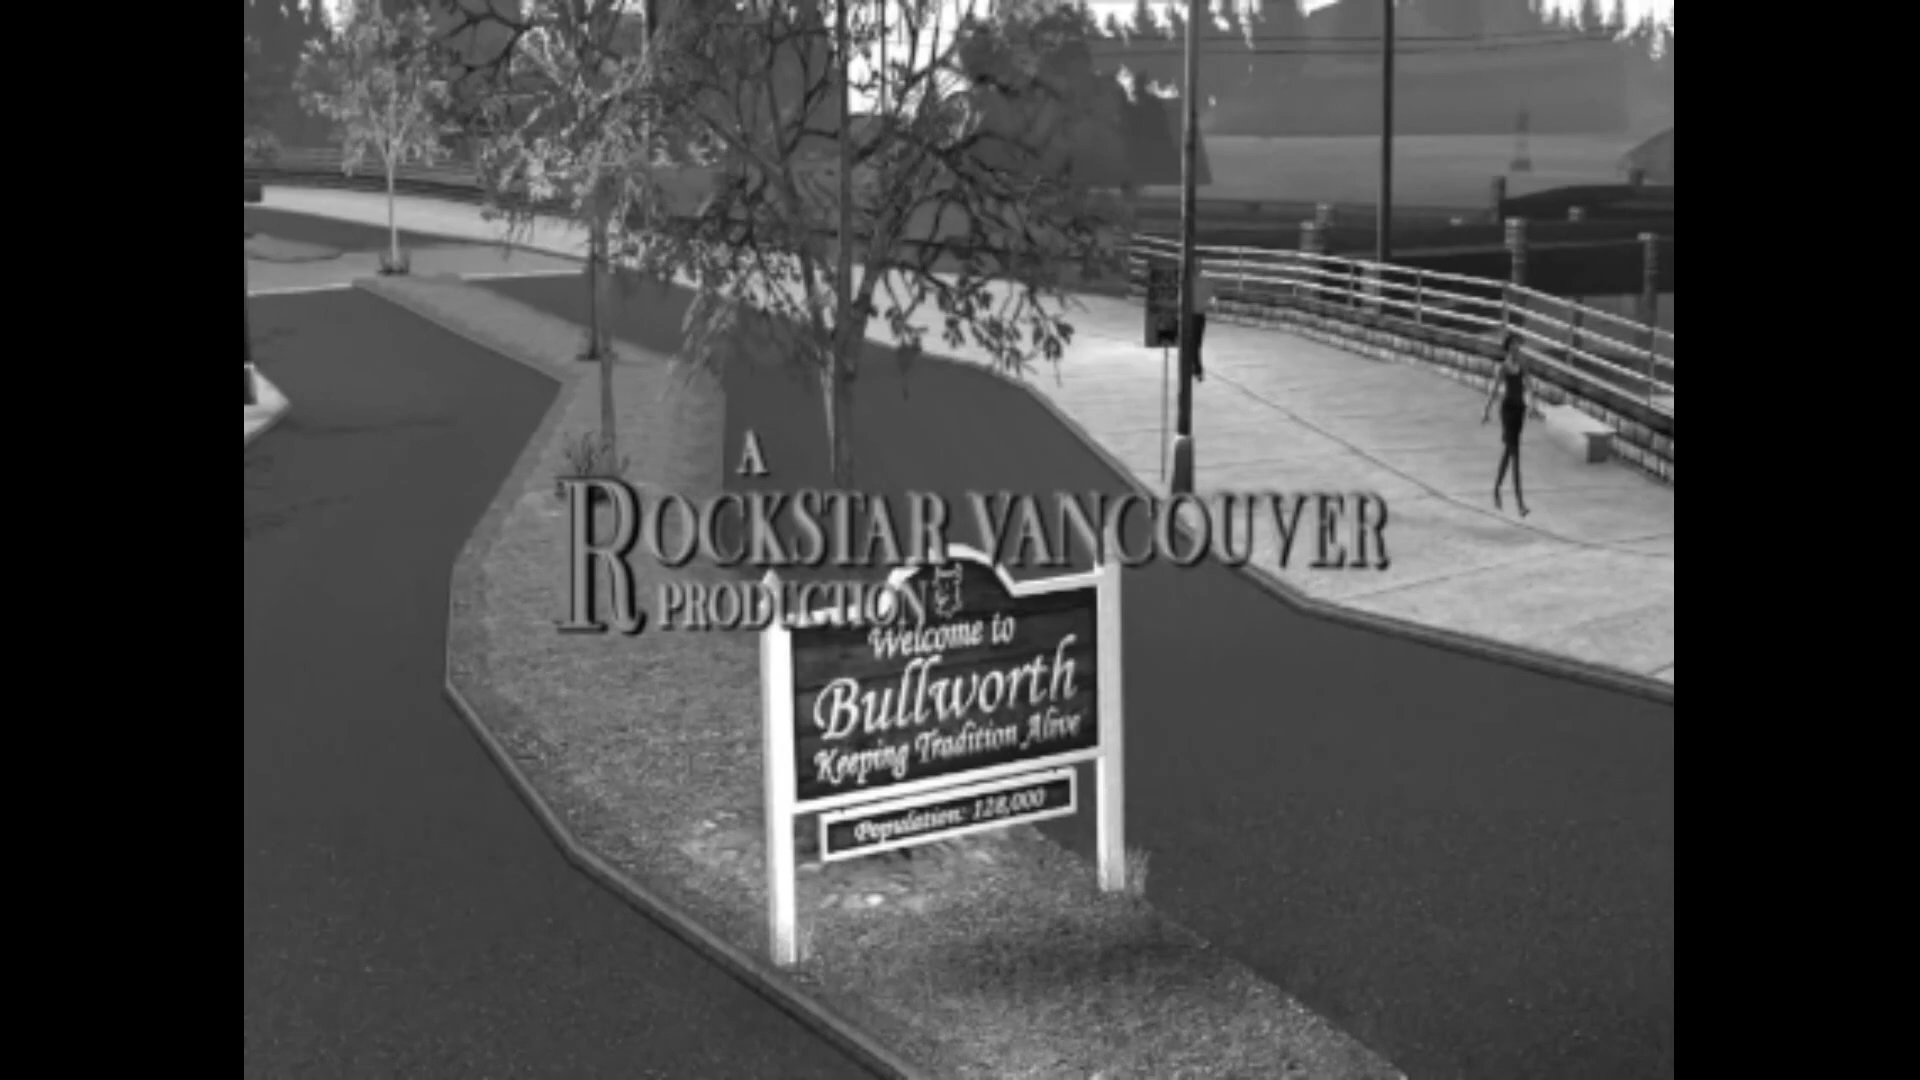 A
ROCKSTAR VANCOUVER
PRODUCTION
Welcome to
Bullworth
Keeping Tradition Alive
Population: 128,000